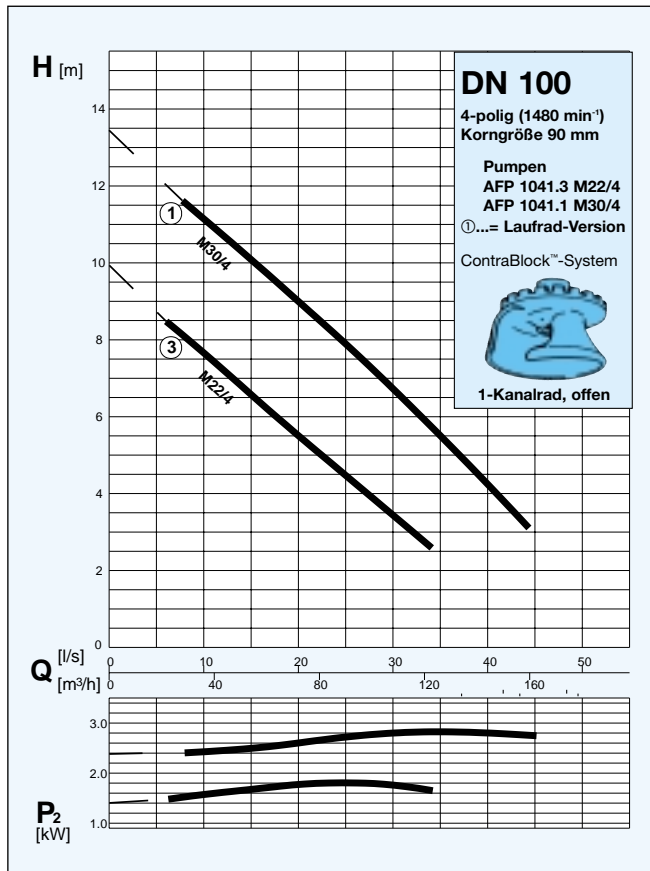 H [m]
14
12
10
8
6
4
2
0
① M30/4
③ M22/4
DN 100
4-polig (1480 min⁻¹)
Korngröße 90 mm
Pumpen
AFP 1041.3 M22/4
AFP 1041.1 M30/4
①...= Laufrad-Version
ContraBlock™-System
1-Kanalrad, offen
Q [l/s] 0 10 20 30 40 50
[m³/h] 0 40 80 120 160
3.0
2.0
1.0
P₂
[kW]